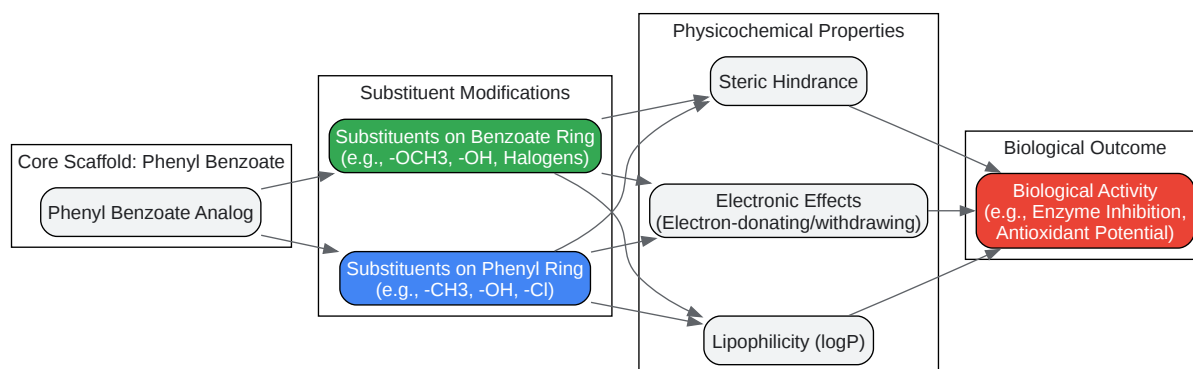 Core Scaffold: Phenyl Benzoate
Phenyl Benzoate Analog
Substituent Modifications
Substituents on Benzoate Ring
(e.g., -OCH3, -OH, Halogens)
Substituents on Phenyl Ring
(e.g., -CH3, -OH, -Cl)
Physicochemical Properties
Steric Hindrance
Electronic Effects
(Electron-donating/withdrawing)
Lipophilicity (logP)
Biological Outcome
Biological Activity
(e.g., Enzyme Inhibition,
Antioxidant Potential)